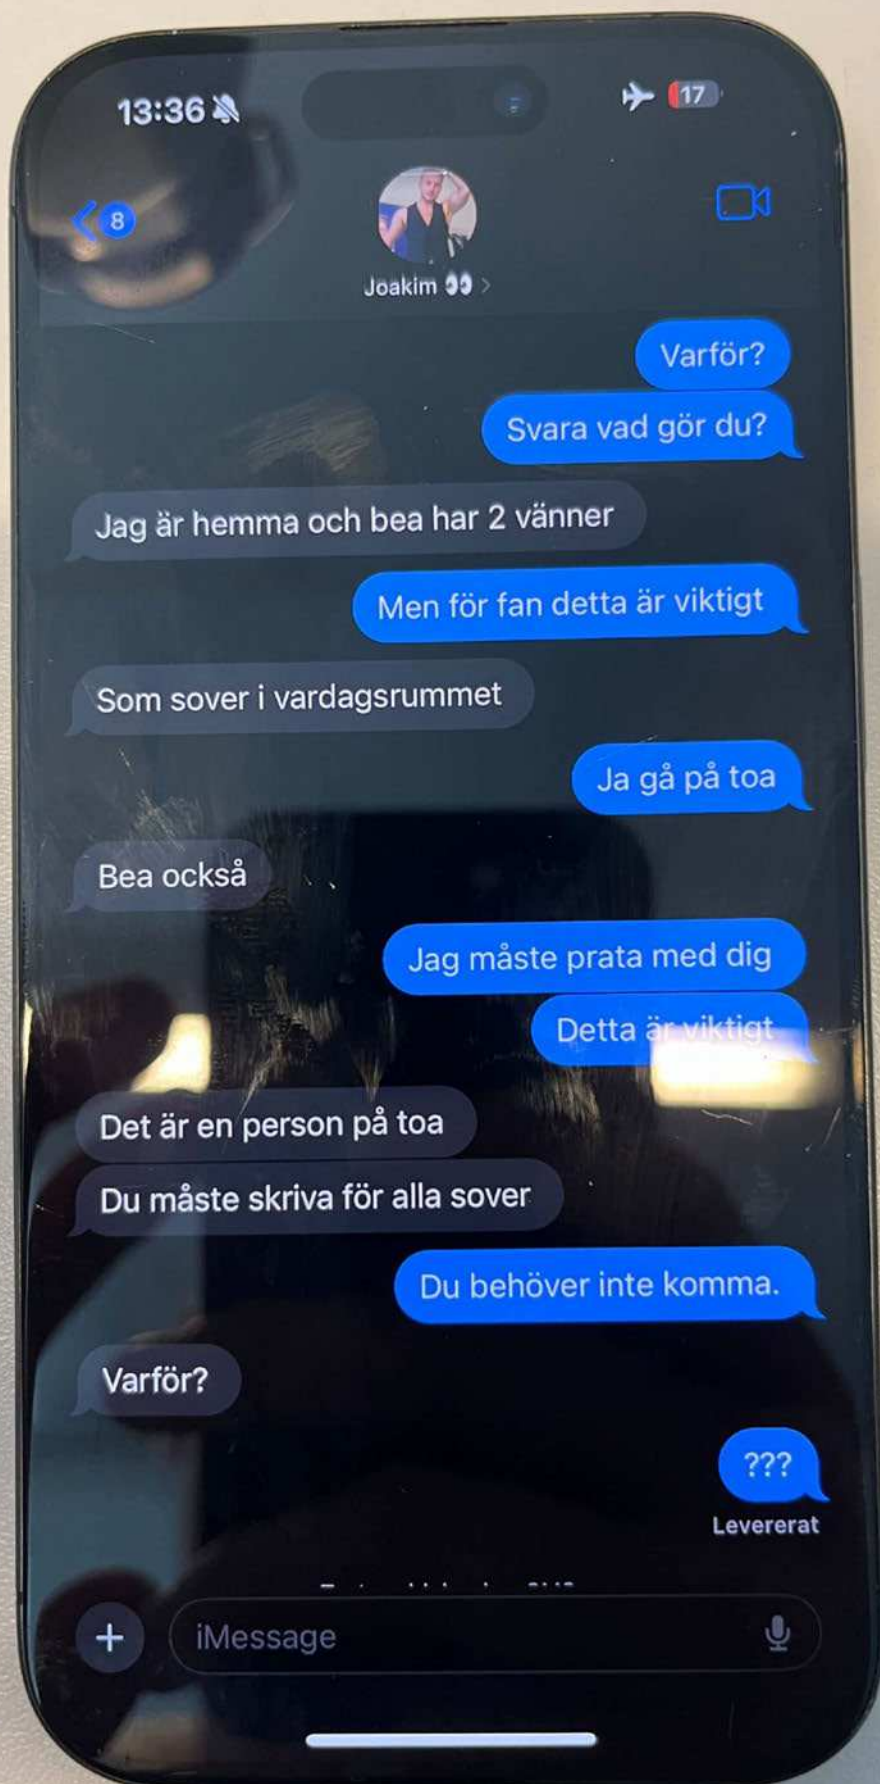 13:36
17
8
Joakim 👀
Varför?
Svara vad gör du?
Jag är hemma och bea har 2 vänner
Men för fan detta är viktigt
Som sover i vardagsrummet
Ja gå på toa
Bea också
Jag måste prata med dig
Detta är viktigt
Det är en person på toa
Du måste skriva för alla sover
Du behöver inte komma.
Varför?
???
Levererat
iMessage